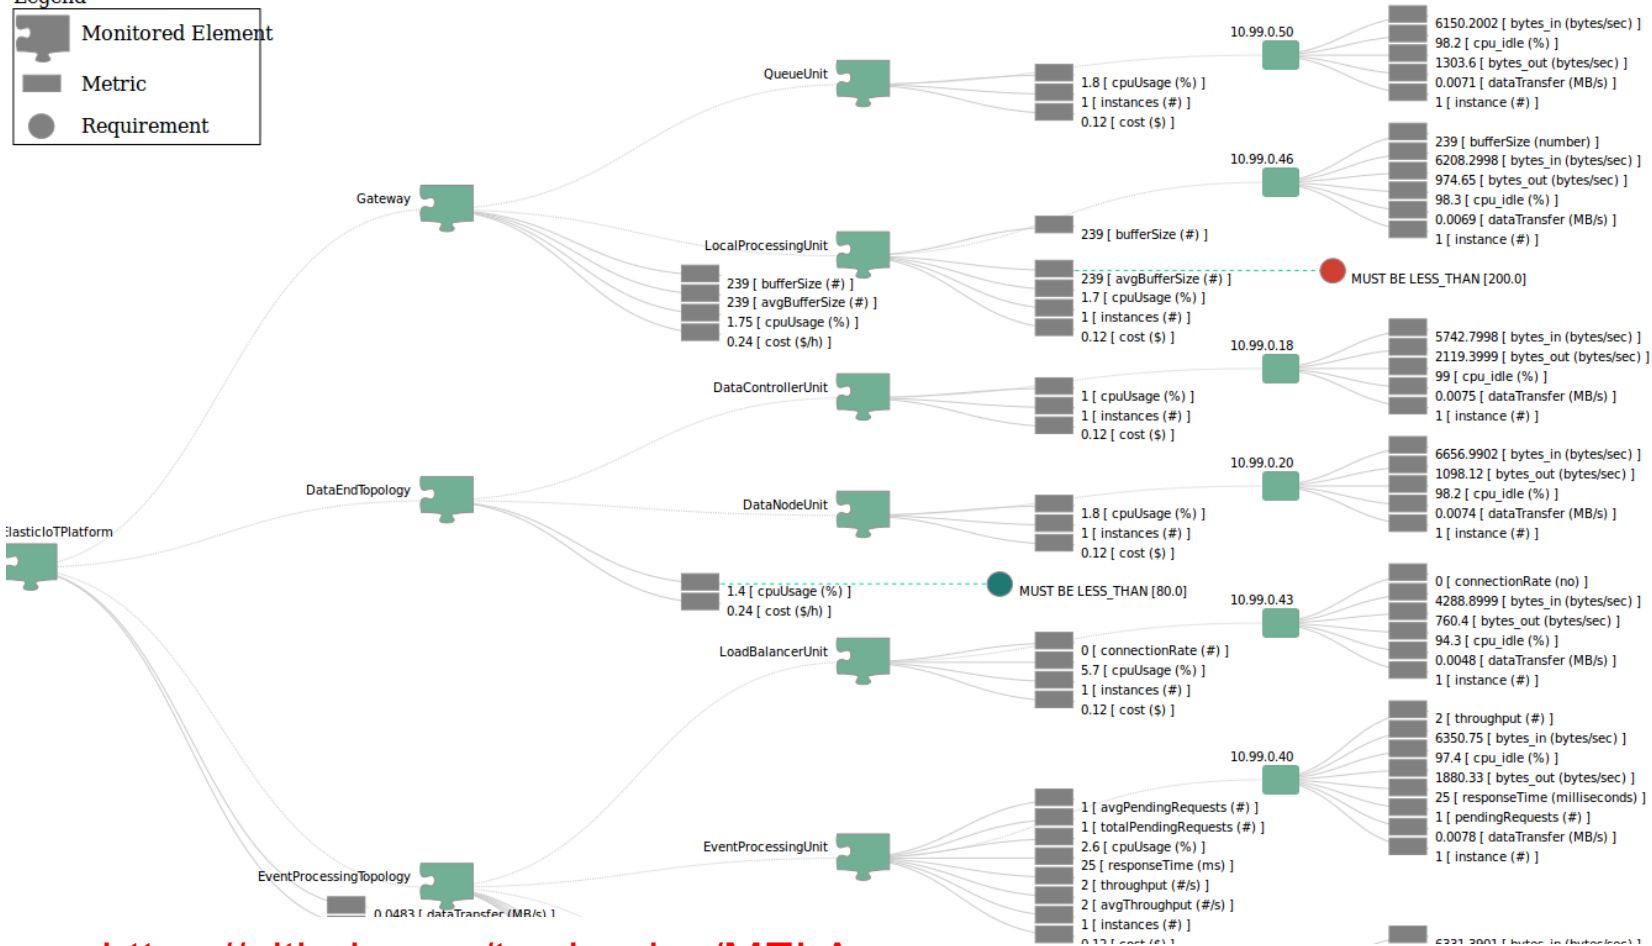 Legend
Monitored Element
Metric
Requirement
ElasticIoTPlatform
0.0483 [ dataTransfer (MB/s) ]
Gateway
239 [ bufferSize (#) ]
239 [ avgBufferSize (#) ]
1.75 [ cpuUsage (%) ]
0.24 [ cost ($/h) ]
QueueUnit
1.8 [ cpuUsage (%) ]
1 [ instances (#) ]
0.12 [ cost ($) ]
10.99.0.50
6150.2002 [ bytes_in (bytes/sec) ]
98.2 [ cpu_idle (%) ]
1303.6 [ bytes_out (bytes/sec) ]
0.0071 [ dataTransfer (MB/s) ]
1 [ instance (#) ]
LocalProcessingUnit
239 [ bufferSize (#) ]
239 [ avgBufferSize (#) ]
1.7 [ cpuUsage (%) ]
1 [ instances (#) ]
0.12 [ cost ($) ]
MUST BE LESS_THAN [200.0]
10.99.0.46
239 [ bufferSize (number) ]
6208.2998 [ bytes_in (bytes/sec) ]
974.65 [ bytes_out (bytes/sec) ]
98.3 [ cpu_idle (%) ]
0.0069 [ dataTransfer (MB/s) ]
1 [ instance (#) ]
DataEndTopology
1.4 [ cpuUsage (%) ]
0.24 [ cost ($/h) ]
MUST BE LESS_THAN [80.0]
DataControllerUnit
1 [ cpuUsage (%) ]
1 [ instances (#) ]
0.12 [ cost ($) ]
10.99.0.18
5742.7998 [ bytes_in (bytes/sec) ]
2119.3999 [ bytes_out (bytes/sec) ]
99 [ cpu_idle (%) ]
0.0075 [ dataTransfer (MB/s) ]
1 [ instance (#) ]
DataNodeUnit
1.8 [ cpuUsage (%) ]
1 [ instances (#) ]
0.12 [ cost ($) ]
10.99.0.20
6656.9902 [ bytes_in (bytes/sec) ]
1098.12 [ bytes_out (bytes/sec) ]
98.2 [ cpu_idle (%) ]
0.0074 [ dataTransfer (MB/s) ]
1 [ instance (#) ]
EventProcessingTopology
LoadBalancerUnit
0 [ connectionRate (#) ]
5.7 [ cpuUsage (%) ]
1 [ instances (#) ]
0.12 [ cost ($) ]
10.99.0.43
0 [ connectionRate (no) ]
4288.8999 [ bytes_in (bytes/sec) ]
760.4 [ bytes_out (bytes/sec) ]
94.3 [ cpu_idle (%) ]
0.0048 [ dataTransfer (MB/s) ]
1 [ instance (#) ]
EventProcessingUnit
1 [ avgPendingRequests (#) ]
1 [ totalPendingRequests (#) ]
2.6 [ cpuUsage (%) ]
25 [ responseTime (ms) ]
2 [ throughput (#/s) ]
2 [ avgThroughput (#/s) ]
1 [ instances (#) ]
0.12 [ cost ($) ]
10.99.0.40
2 [ throughput (#) ]
6350.75 [ bytes_in (bytes/sec) ]
97.4 [ cpu_idle (%) ]
1880.33 [ bytes_out (bytes/sec) ]
25 [ responseTime (milliseconds) ]
1 [ pendingRequests (#) ]
0.0078 [ dataTransfer (MB/s) ]
1 [ instance (#) ]
6331.3901 [ bytes_in (bytes/sec) ]